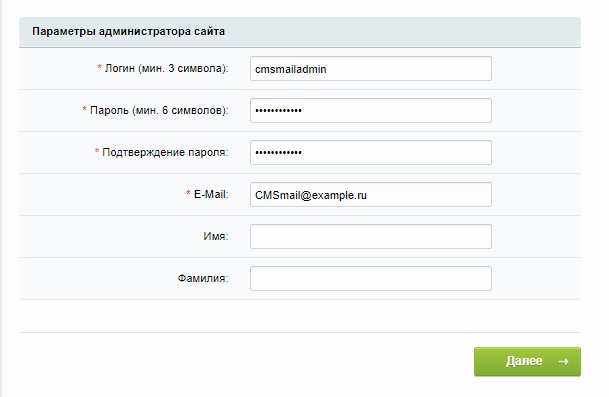 Параметры администратора сайта
* Логин (мин. 3 символа): cmsmailadmin
* Пароль (мин. 6 символов): ••••••••••••
* Подтверждение пароля: ••••••••••••
* E-Mail: CMSmail@example.ru
Имя:
Фамилия:
Далее →